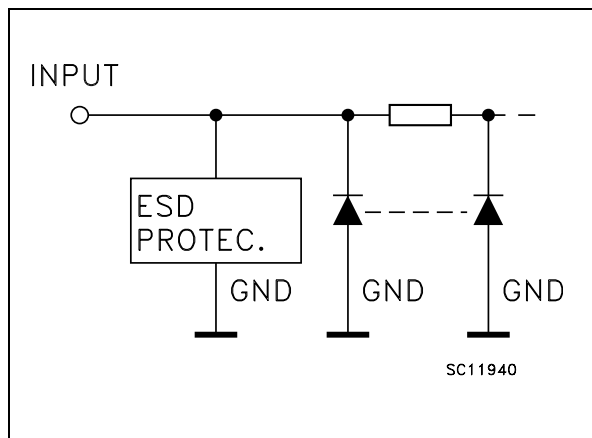 INPUT
ESD
PROTEC.
GND
GND
GND
SC11940